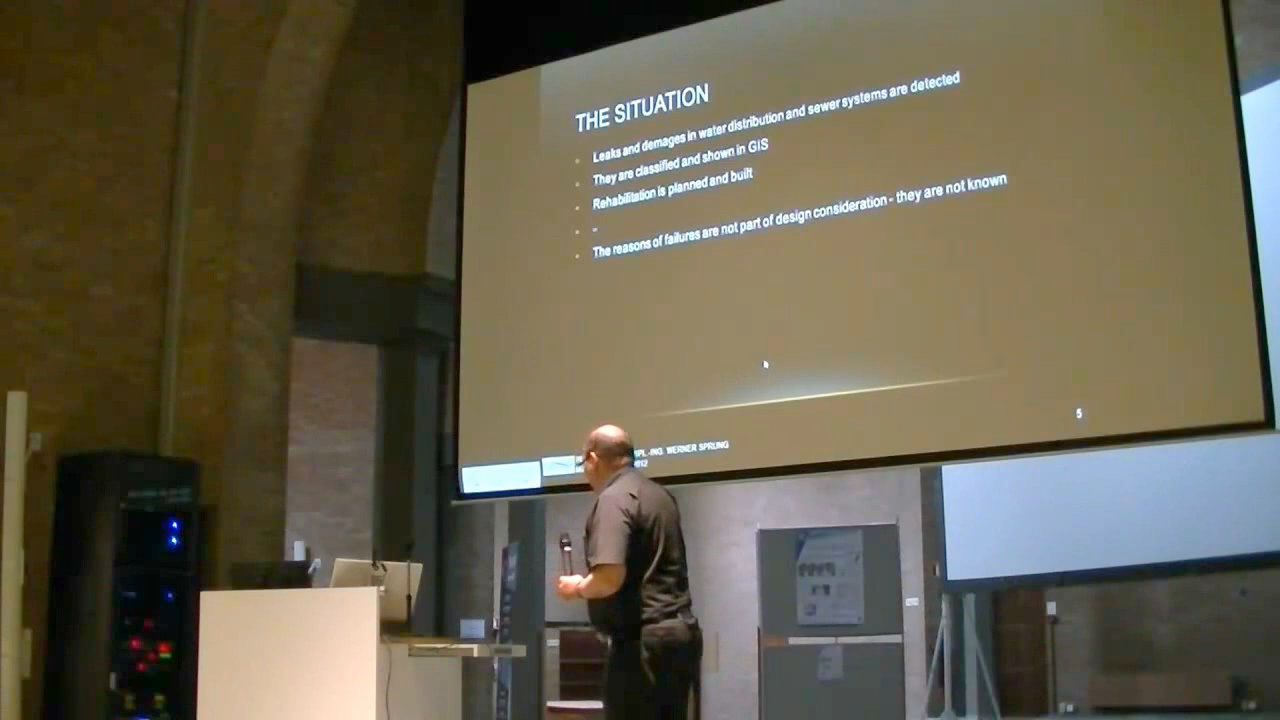 THE SITUATION
Leaks and demages in water distribution and sewer systems are detected
They are classified and shown in GIS
Rehabilitation is planned and built
–
The reasons of failures are not part of design consideration - they are not known
5
PL.-ING. WERNER SPRUNG